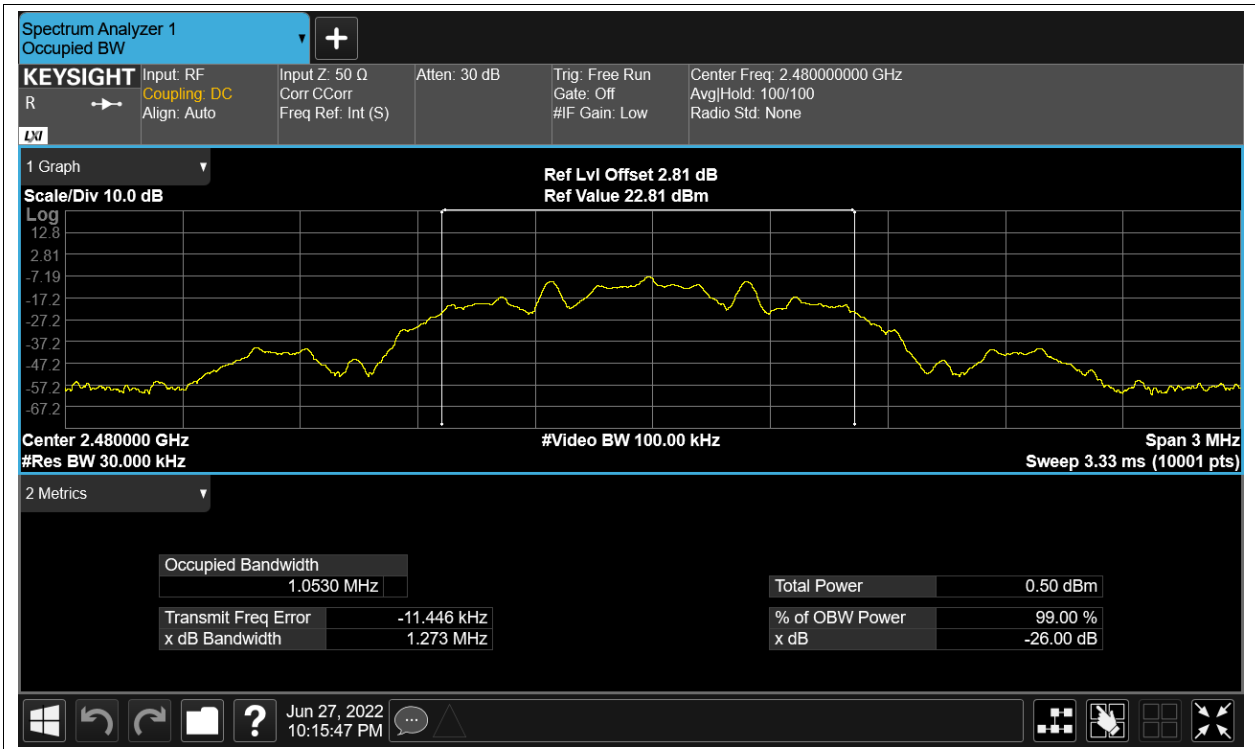 Spectrum Analyzer 1
Occupied BW
KEYSIGHT
R
LXI
Input: RF
Coupling: DC
Align: Auto
Input Z: 50 Ω
Corr CCorr
Freq Ref: Int (S)
Atten: 30 dB
Trig: Free Run
Gate: Off
#IF Gain: Low
Center Freq: 2.480000000 GHz
Avg|Hold: 100/100
Radio Std: None
1 Graph
Scale/Div 10.0 dB
Ref Lvl Offset 2.81 dB
Ref Value 22.81 dBm
Log
12.8
2.81
-7.19
-17.2
-27.2
-37.2
-47.2
-57.2
-67.2
Center 2.480000 GHz
#Res BW 30.000 kHz
#Video BW 100.00 kHz
Span 3 MHz
Sweep 3.33 ms (10001 pts)
2 Metrics
Occupied Bandwidth
1.0530 MHz
Transmit Freq Error -11.446 kHz
x dB Bandwidth 1.273 MHz
Total Power 0.50 dBm
% of OBW Power 99.00 %
x dB -26.00 dB
?
Jun 27, 2022
10:15:47 PM